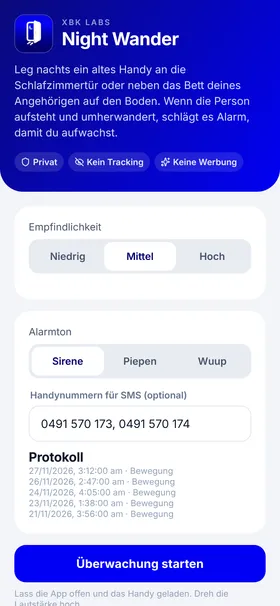 XBK LABS
Night Wander
Leg nachts ein altes Handy an die
Schlafzimmertür oder neben das Bett deines
Angehörigen auf den Boden. Wenn die Person
aufsteht und umherwandert, schlägt es Alarm,
damit du aufwachst.
Privat
Kein Tracking
Keine Werbung
Empfindlichkeit
Niedrig
Mittel
Hoch
Alarmton
Sirene
Piepen
Wuup
Handynummern für SMS (optional)
0491 570 173, 0491 570 174
Protokoll
27/11/2026, 3:12:00 am · Bewegung
26/11/2026, 2:47:00 am · Bewegung
24/11/2026, 4:05:00 am · Bewegung
23/11/2026, 1:38:00 am · Bewegung
21/11/2026, 3:56:00 am · Bewegung
Überwachung starten
Lass die App offen und das Handy geladen. Dreh die
Lautstärke hoch.